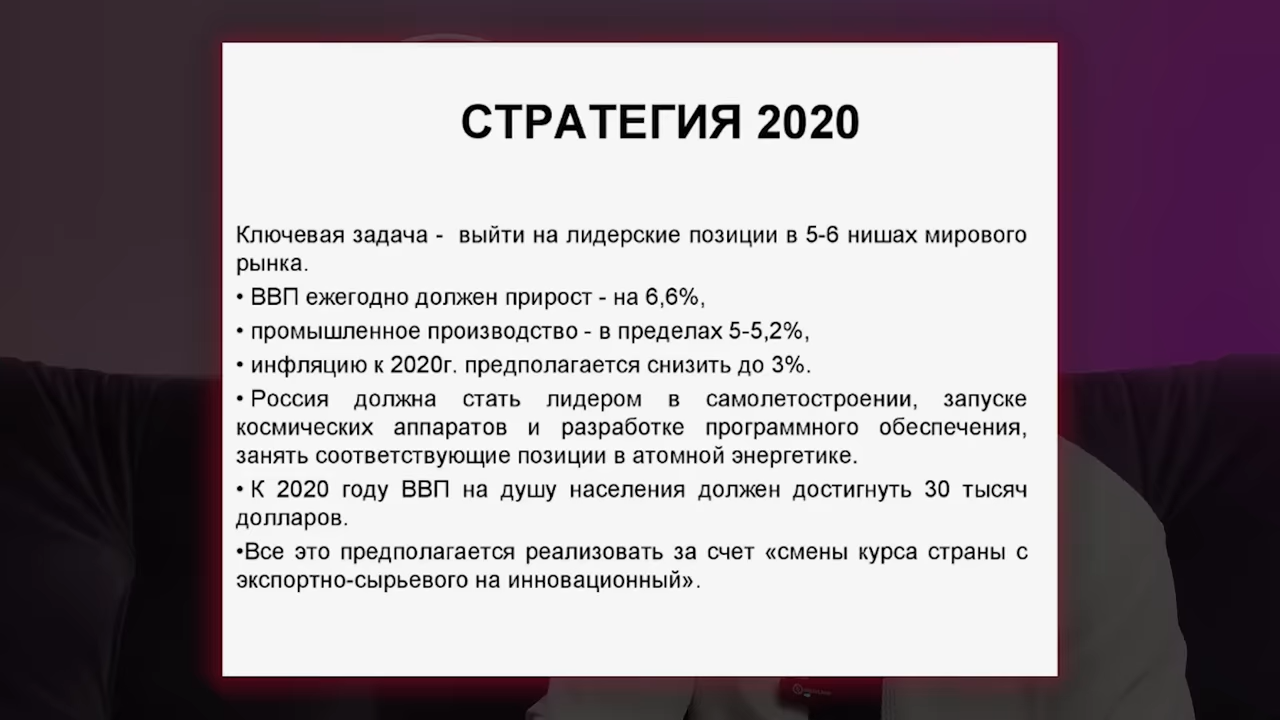 СТРАТЕГИЯ 2020
Ключевая задача - выйти на лидерские позиции в 5-6 нишах мирового
рынка.
• ВВП ежегодно должен прирост - на 6,6%,
• промышленное производство - в пределах 5-5,2%,
• инфляцию к 2020г. предполагается снизить до 3%.
• Россия должна стать лидером в самолетостроении, запуске
космических аппаратов и разработке программного обеспечения,
занять соответствующие позиции в атомной энергетике.
• К 2020 году ВВП на душу населения должен достигнуть 30 тысяч
долларов.
•Все это предполагается реализовать за счет «смены курса страны с
экспортно-сырьевого на инновационный».